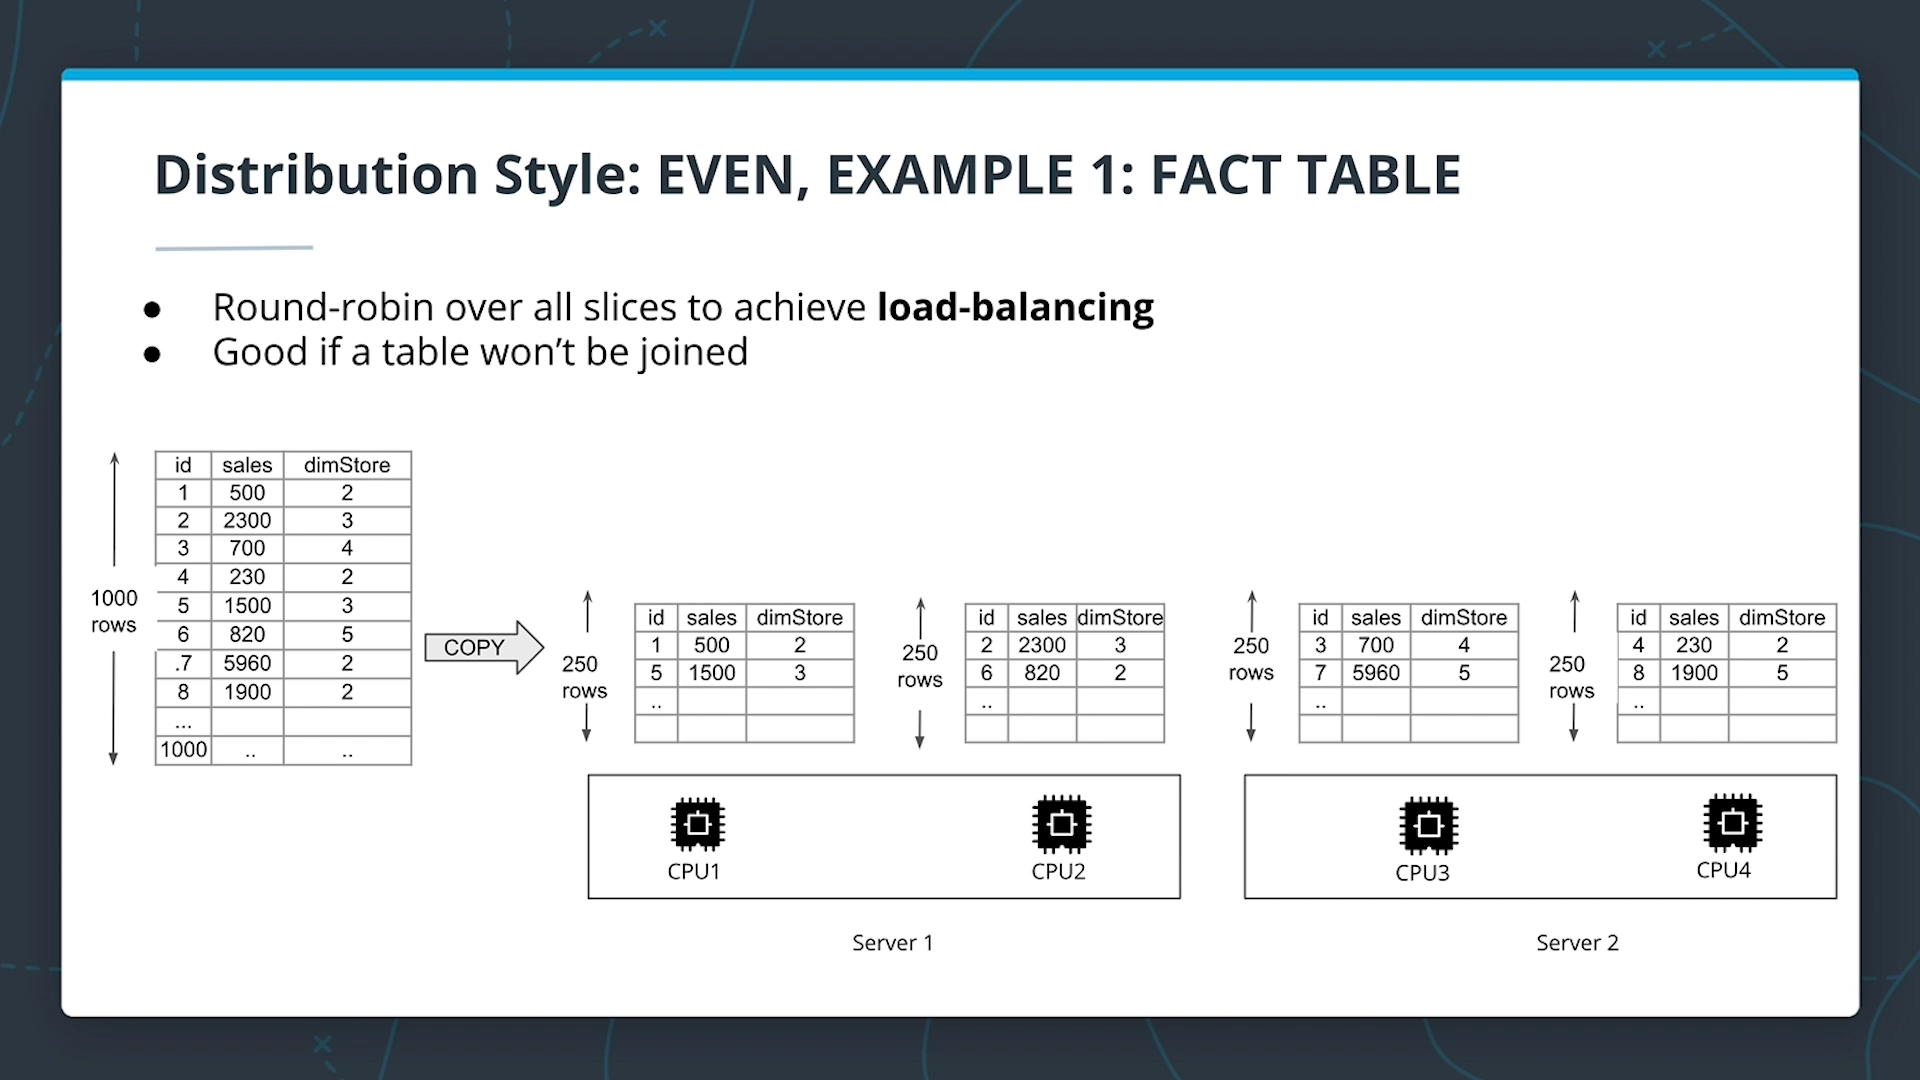 Distribution Style: EVEN, EXAMPLE 1: FACT TABLE
● Round-robin over all slices to achieve load-balancing
● Good if a table won’t be joined
1000
rows
id sales dimStore
1 500 2
2 2300 3
3 700 4
4 230 2
5 1500 3
6 820 5
.7 5960 2
8 1900 2
...
1000 .. ..
COPY
250
rows
id sales dimStore
1 500 2
5 1500 3
..
250
rows
id sales dimStore
2 2300 3
6 820 2
..
250
rows
id sales dimStore
3 700 4
7 5960 5
..
250
rows
id sales dimStore
4 230 2
8 1900 5
..
CPU1
CPU2
CPU3
CPU4
Server 1
Server 2